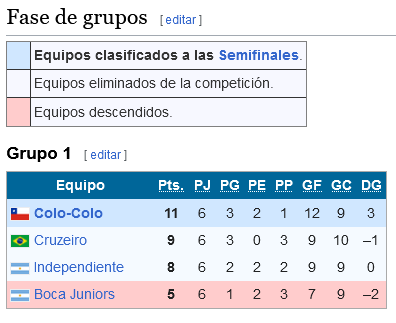 Fase de grupos [ editar ]
Equipos clasificados a las Semifinales.
Equipos eliminados de la competición.
Equipos descendidos.
Grupo 1 [ editar ]
Equipo Pts. PJ PG PE PP GF GC DG
Colo-Colo 11 6 3 2 1 12 9 3
Cruzeiro 9 6 3 0 3 9 10 –1
Independiente 8 6 2 2 2 9 9 0
Boca Juniors 5 6 1 2 3 7 9 –2